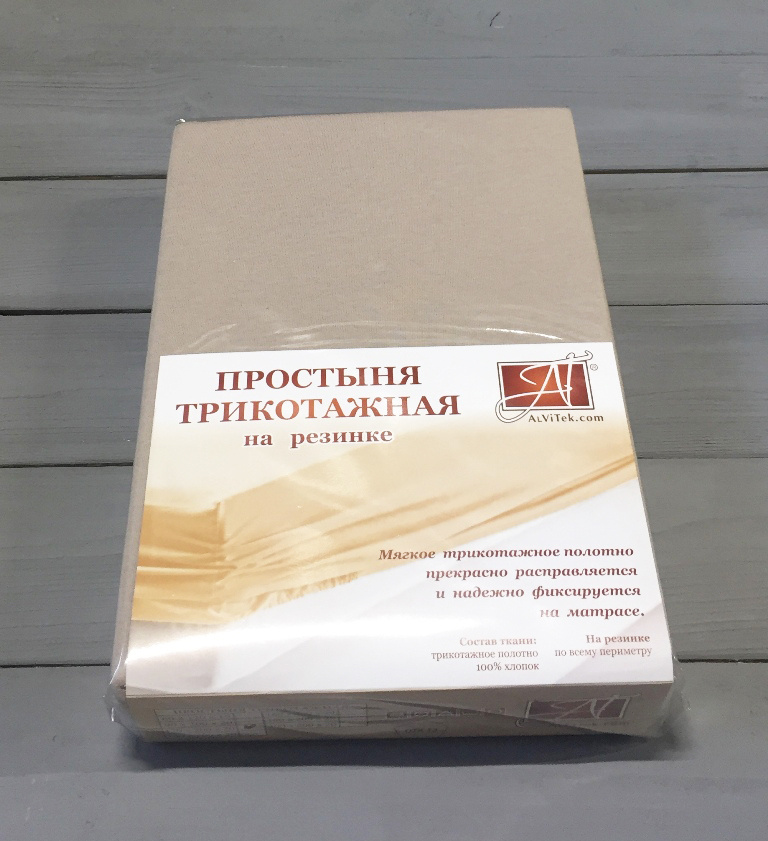 ПРОСТЫНЯ
ТРИКОТАЖНАЯ
на резинке
®
ALViTek.com
Мягкое трикотажное полотно
прекрасно расправляется
и надежно фиксируется
на матрасе.
Состав ткани:
трикотажное полотно
100% хлопок
На резинке
по всему периметру